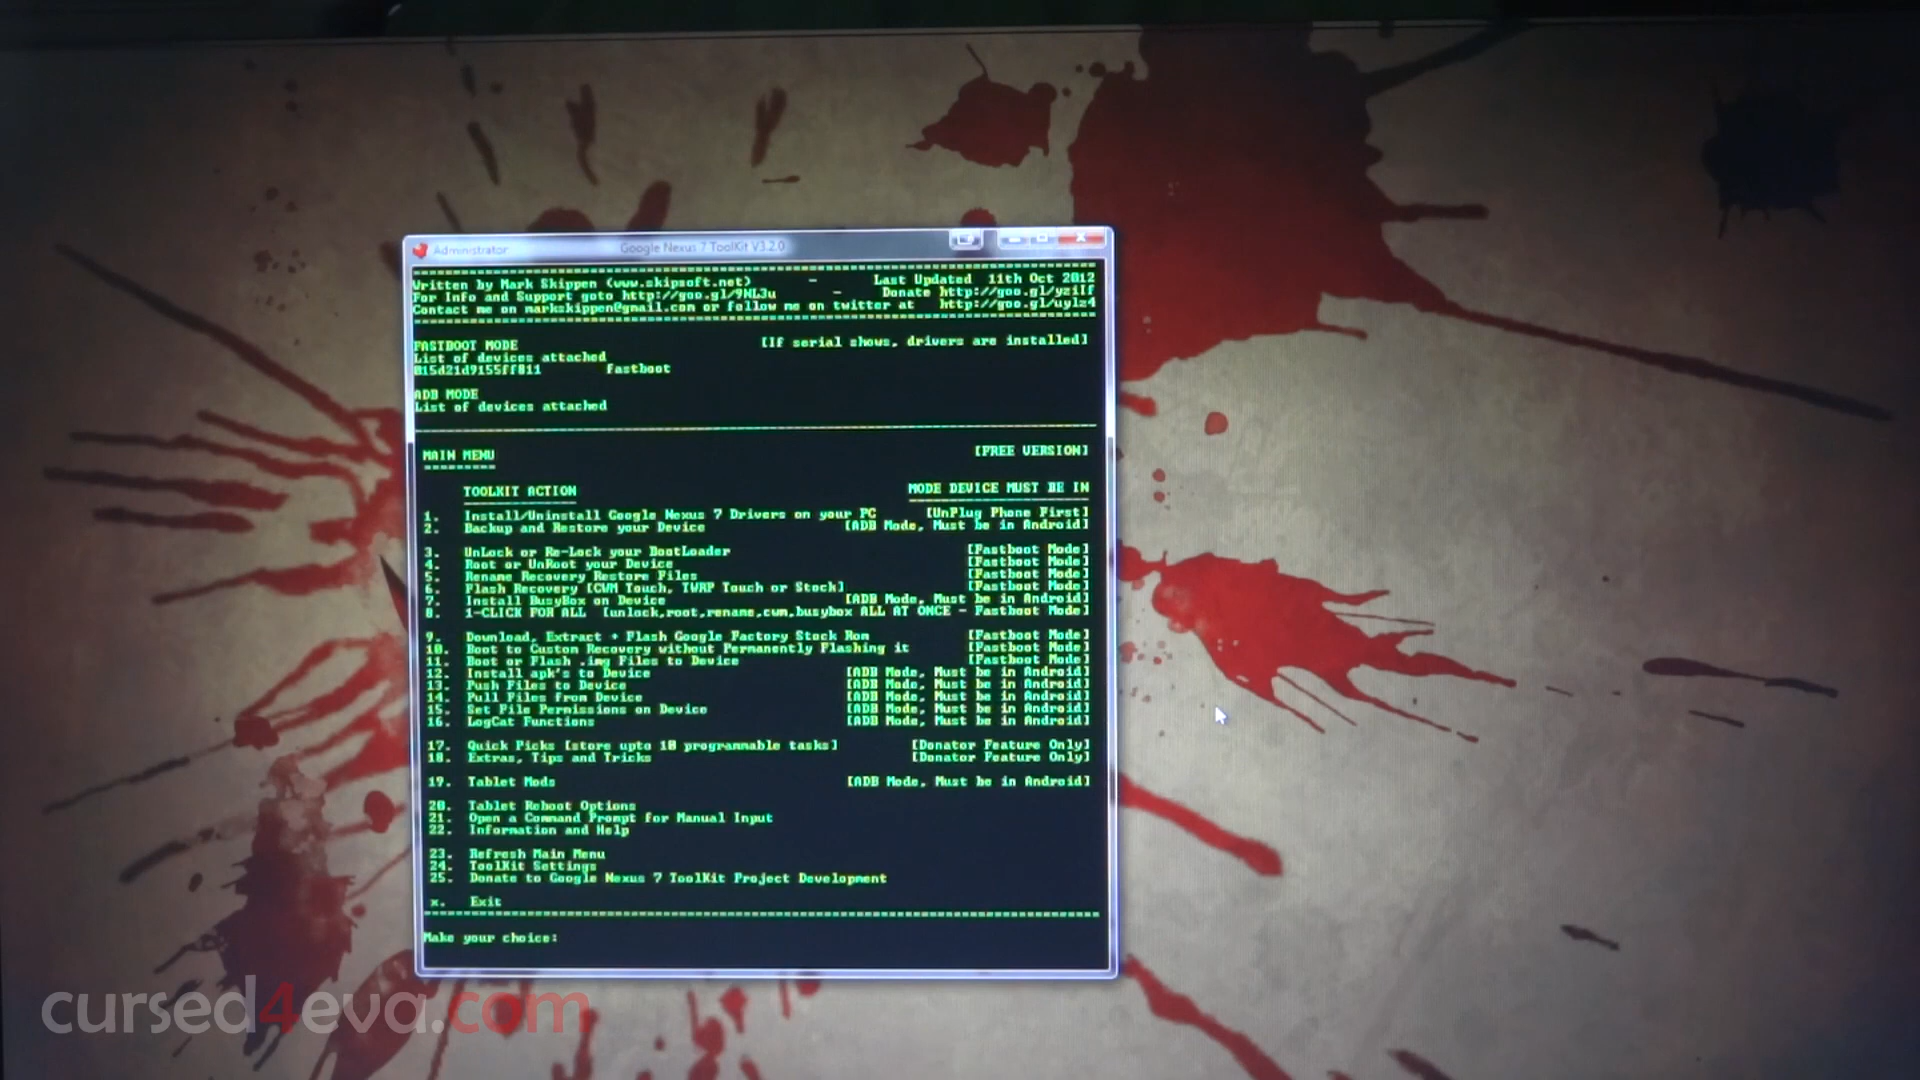 Administrator Google Nexus 7 ToolKit V3.2.0
Written by Mark Skippen (www.skipsoft.net) - Last Updated 11th Oct 2012
For Info and Support goto http://goo.gl/9NL3u - Donate http://goo.gl/yziIf
Contact me on markskippen@gmail.com or follow me on twitter at http://goo.gl/uylz4
FASTBOOT MODE [If serial shows, drivers are installed]
List of devices attached
015d21d9155ff811 fastboot
ADB MODE
List of devices attached
MAIN MENU [FREE VERSION]
TOOLKIT ACTION MODE DEVICE MUST BE IN
1. Install/Uninstall Google Nexus 7 Drivers on your PC [UnPlug Phone First]
2. Backup and Restore your Device [ADB Mode, Must be in Android]
3. UnLock or Re-Lock your BootLoader [Fastboot Mode]
4. Root or UnRoot your Device [Fastboot Mode]
5. Rename Recovery Restore Files [Fastboot Mode]
6. Flash Recovery [CWM Touch, TWRP Touch or Stock] [Fastboot Mode]
7. Install BusyBox on Device [ADB Mode, Must be in Android]
8. 1-CLICK FOR ALL [unlock,root,rename,cwm,busybox ALL AT ONCE - Fastboot Mode]
9. Download, Extract + Flash Google Factory Stock Rom [Fastboot Mode]
10. Boot to Custom Recovery without Permanently Flashing it [Fastboot Mode]
11. Boot or Flash .img Files to Device [Fastboot Mode]
12. Install apk's to Device [ADB Mode, Must be in Android]
13. Push Files to Device [ADB Mode, Must be in Android]
14. Pull Files from Device [ADB Mode, Must be in Android]
15. Set File Permissions on Device [ADB Mode, Must be in Android]
16. LogCat Functions [ADB Mode, Must be in Android]
17. Quick Picks [store upto 10 programmable tasks] [Donator Feature Only]
18. Extras, Tips and Tricks [Donator Feature Only]
19. Tablet Mods [ADB Mode, Must be in Android]
20. Tablet Reboot Options
21. Open a Command Prompt for Manual Input
22. Information and Help
23. Refresh Main Menu
24. ToolKit Settings
25. Donate to Google Nexus 7 ToolKit Project Development
x. Exit
Make your choice:
cursed4eva.com